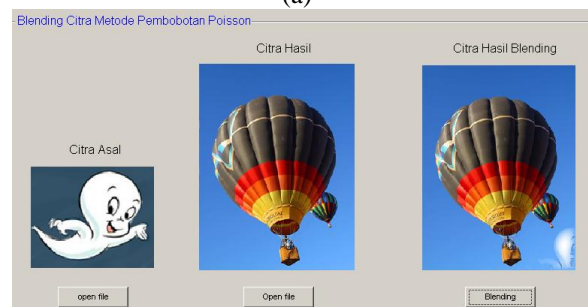 (a)
Blending Citra Metode Pembobotan Poisson
Citra Hasil
Citra Hasil Blending
Citra Asal
open file
Open file
Blending